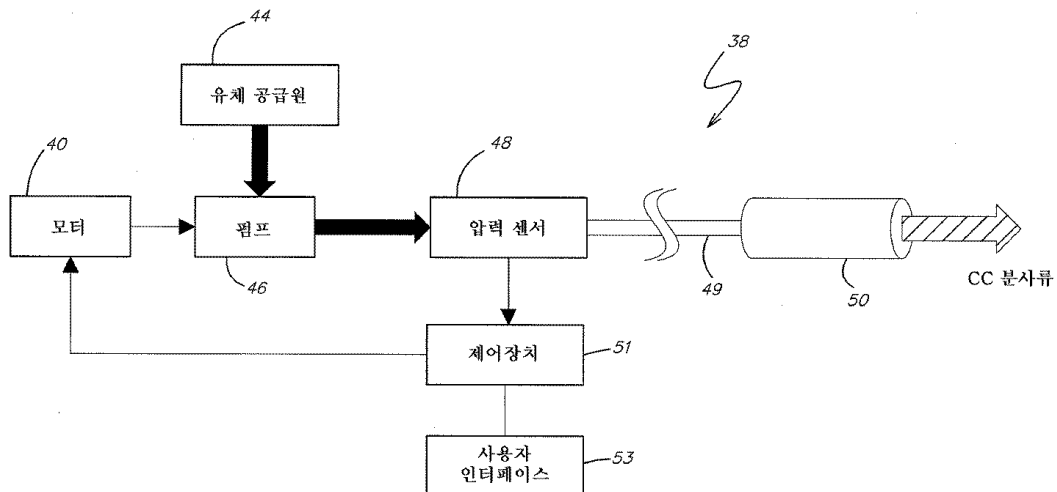 44
38
유체 공급원
40
48
모터
펌프
압력 센서
46
49
50
CC 분사류
제어장치
51
사용자
인터페이스
53